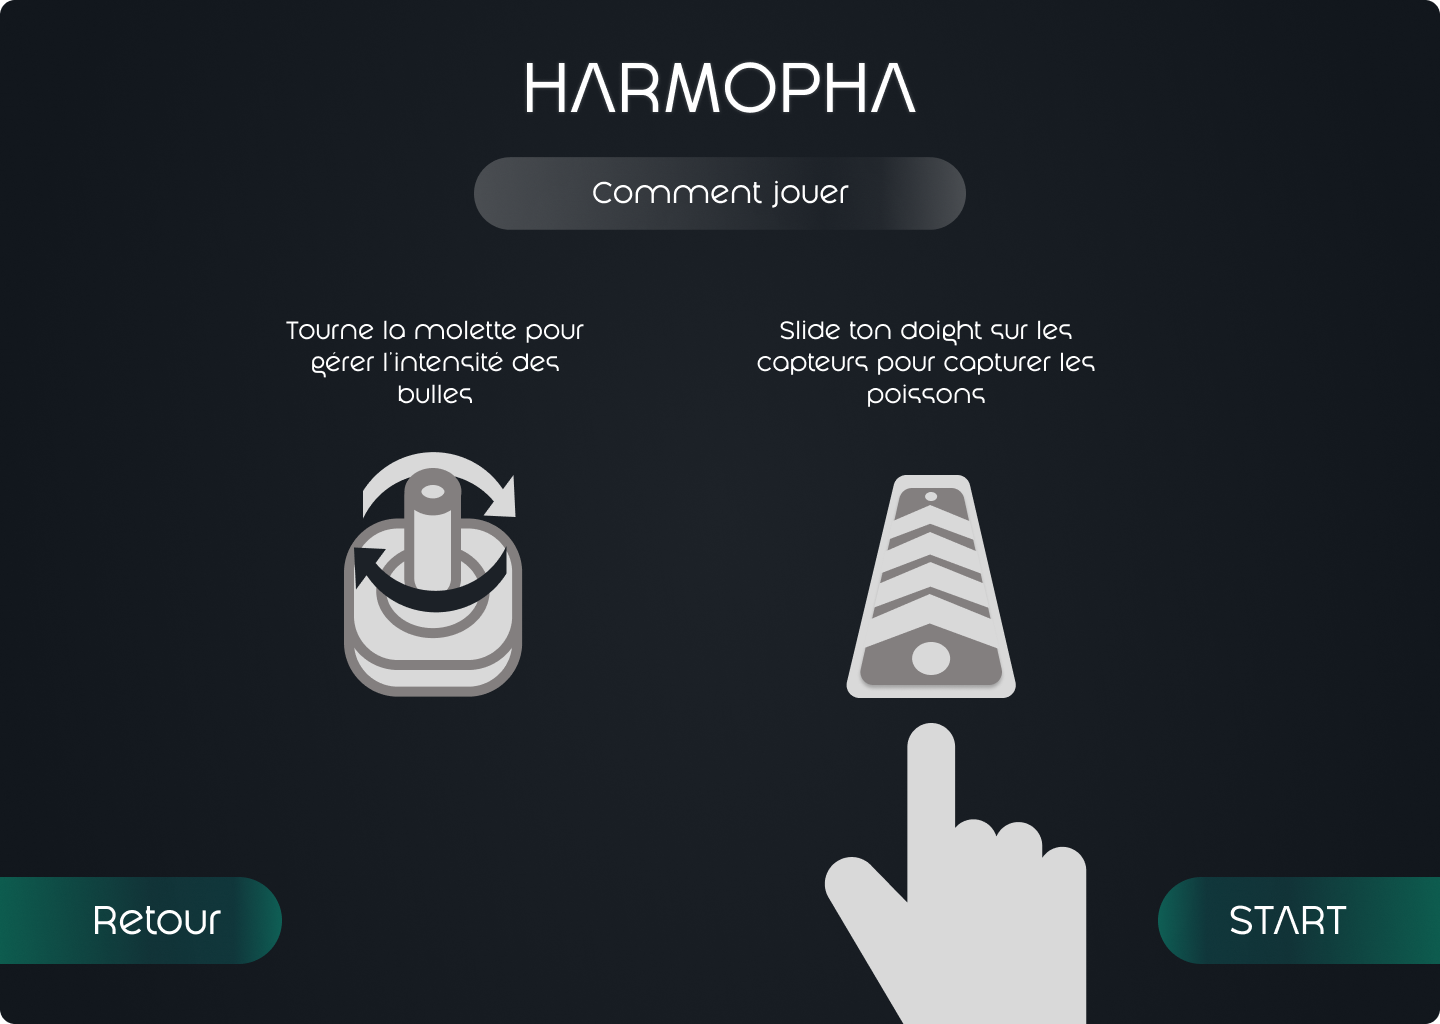 HARMOPHA
Comment jouer
Tourne la molette pour
gérer l'intensité des
bulles
Slide ton doight sur les
capteurs pour capturer les
poissons
Retour
START